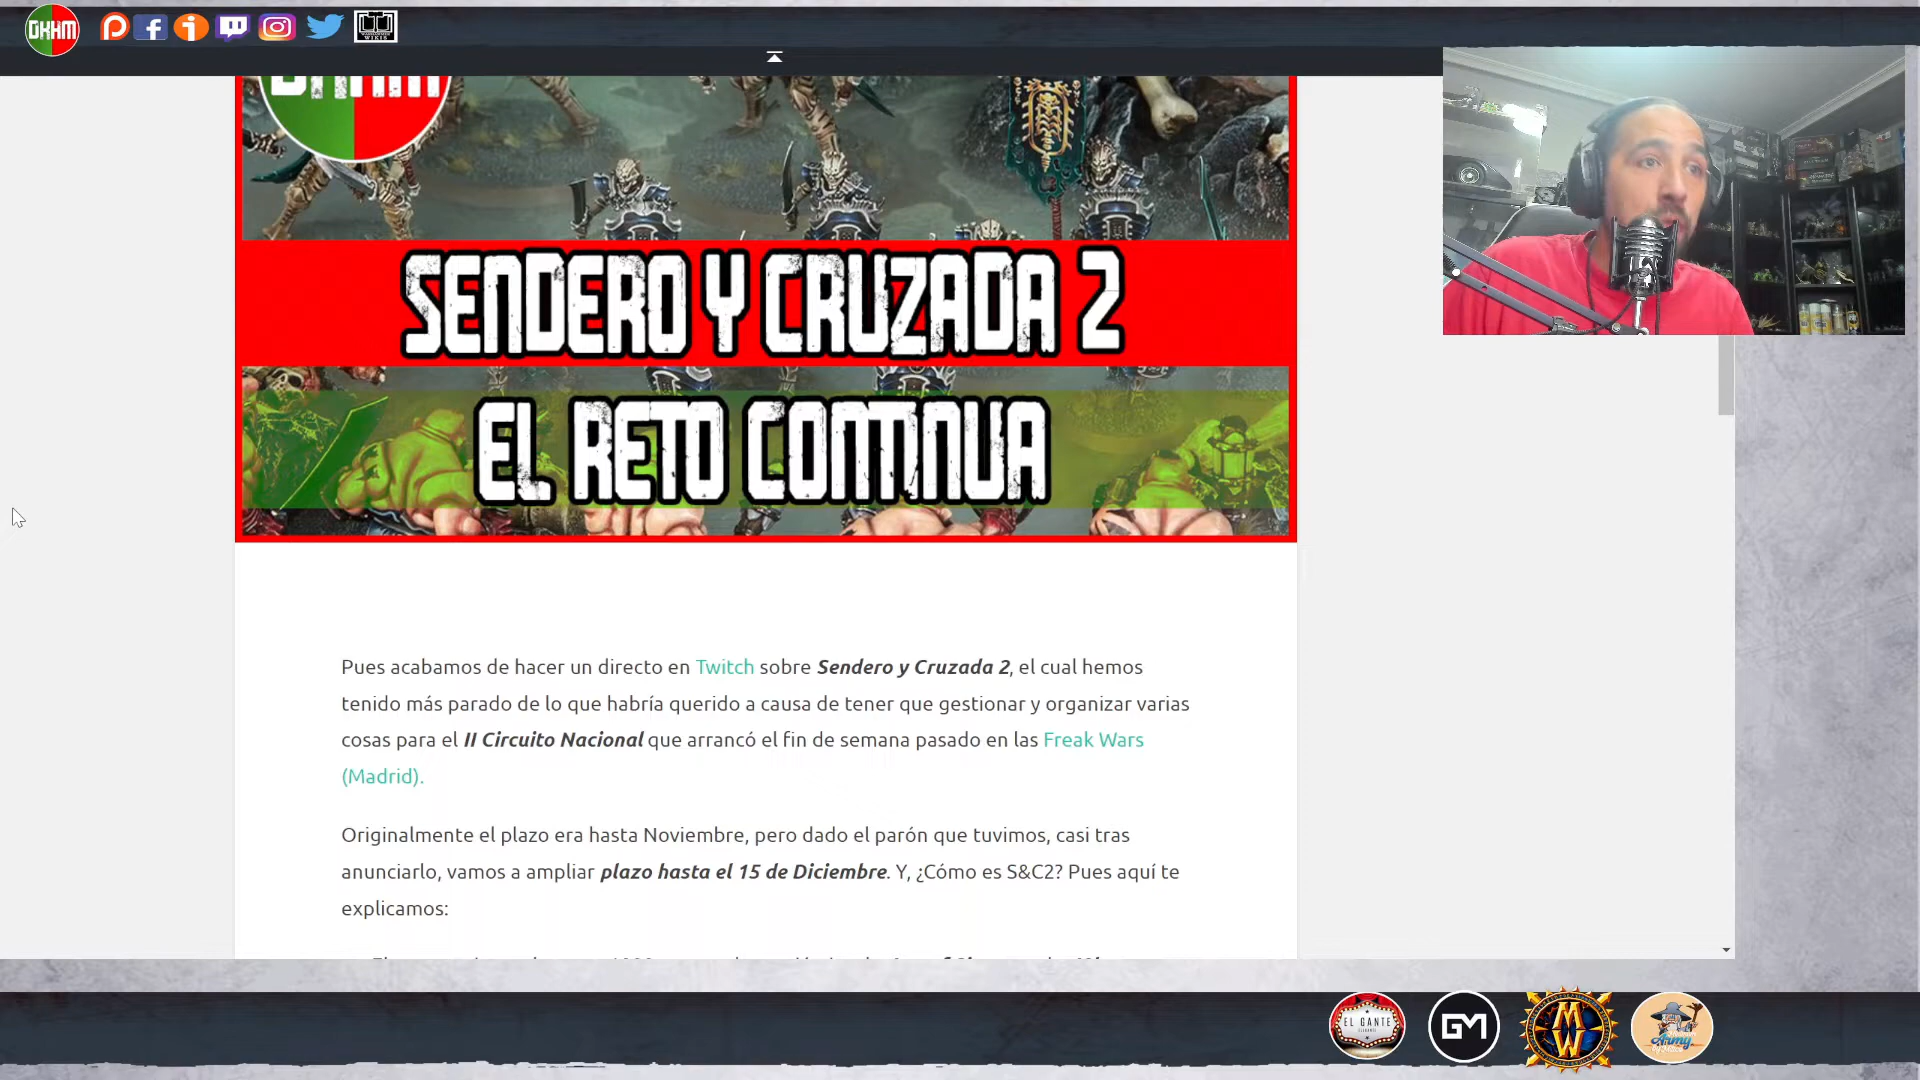 GKHM
SENDERO Y CRUZADA 2
EL RETO CONTINUA
Pues acabamos de hacer un directo en Twitch sobre Sendero y Cruzada 2, el cual hemos
tenido más parado de lo que habría querido a causa de tener que gestionar y organizar varias
cosas para el II Circuito Nacional que arrancó el fin de semana pasado en las Freak Wars
(Madrid).
Originalmente el plazo era hasta Noviembre, pero dado el parón que tuvimos, casi tras
anunciarlo, vamos a ampliar plazo hasta el 15 de Diciembre. Y, ¿Cómo es S&C2? Pues aquí te
explicamos:
EL GANTE
GM
MW
Army